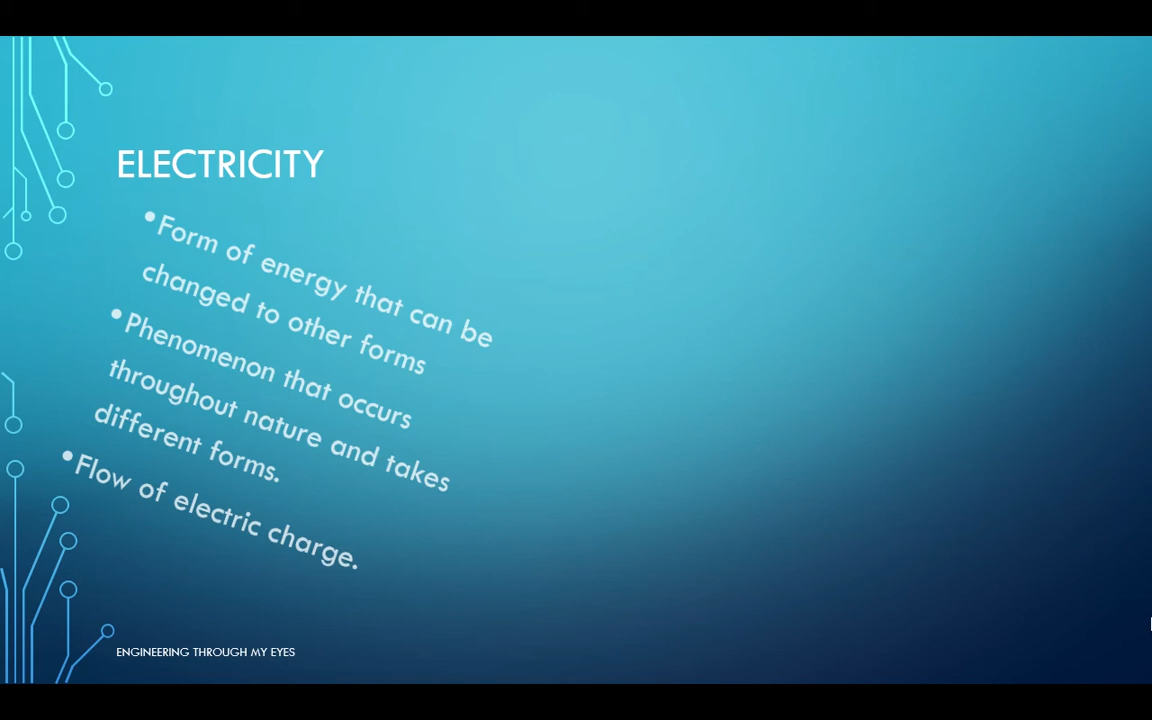 ELECTRICITY
•Form of energy that can be
changed to other forms
•Phenomenon that occurs
throughout nature and takes
different forms.
•Flow of electric charge.
ENGINEERING THROUGH MY EYES